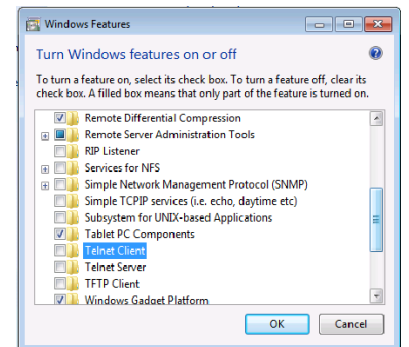 Windows Features
Turn Windows features on or off
To turn a feature on, select its check box. To turn a feature off, clear its
check box. A filled box means that only part of the feature is turned on.
Remote Differential Compression
Remote Server Administration Tools
RIP Listener
Services for NFS
Simple Network Management Protocol (SNMP)
Simple TCPIP services (i.e. echo, daytime etc)
Subsystem for UNIX-based Applications
Tablet PC Components
Telnet Client
Telnet Server
TFTP Client
Windows Gadget Platform
OK Cancel